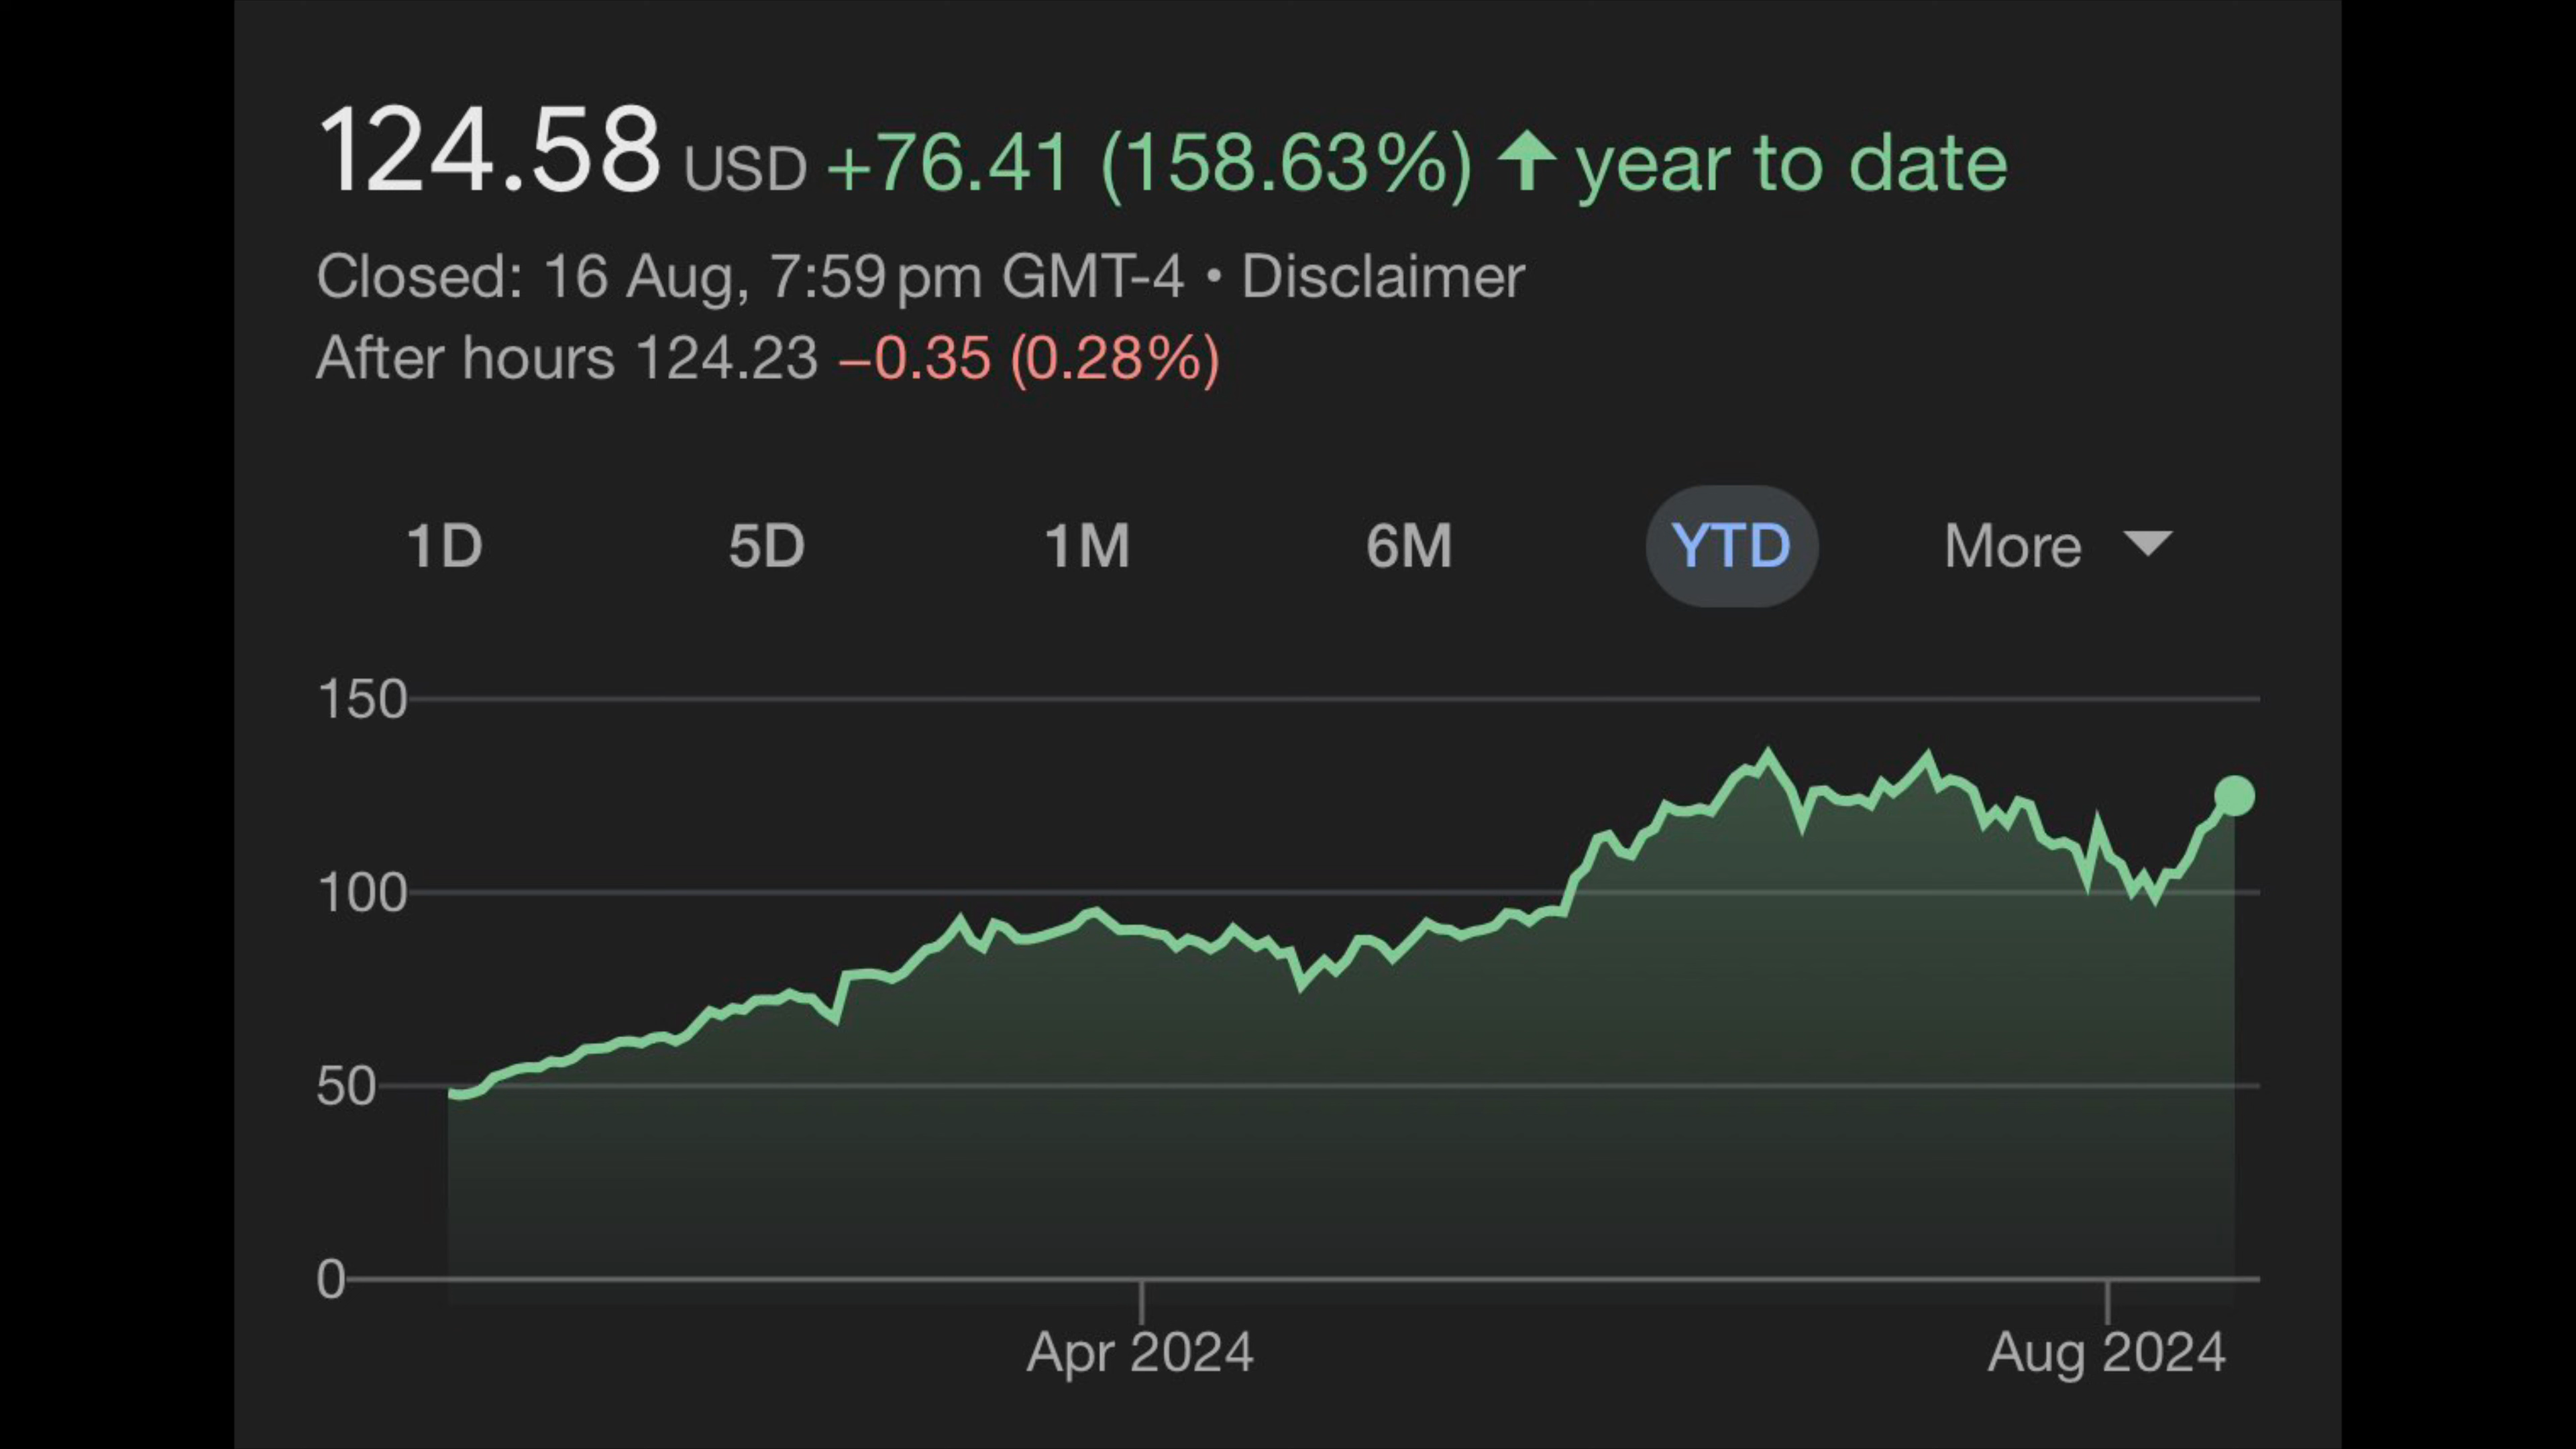 124.58 USD +76.41 (158.63%) ↑ year to date
Closed: 16 Aug, 7:59 pm GMT-4 • Disclaimer
After hours 124.23 −0.35 (0.28%)
1D 5D 1M 6M YTD More
150
100
50
0
Apr 2024 Aug 2024